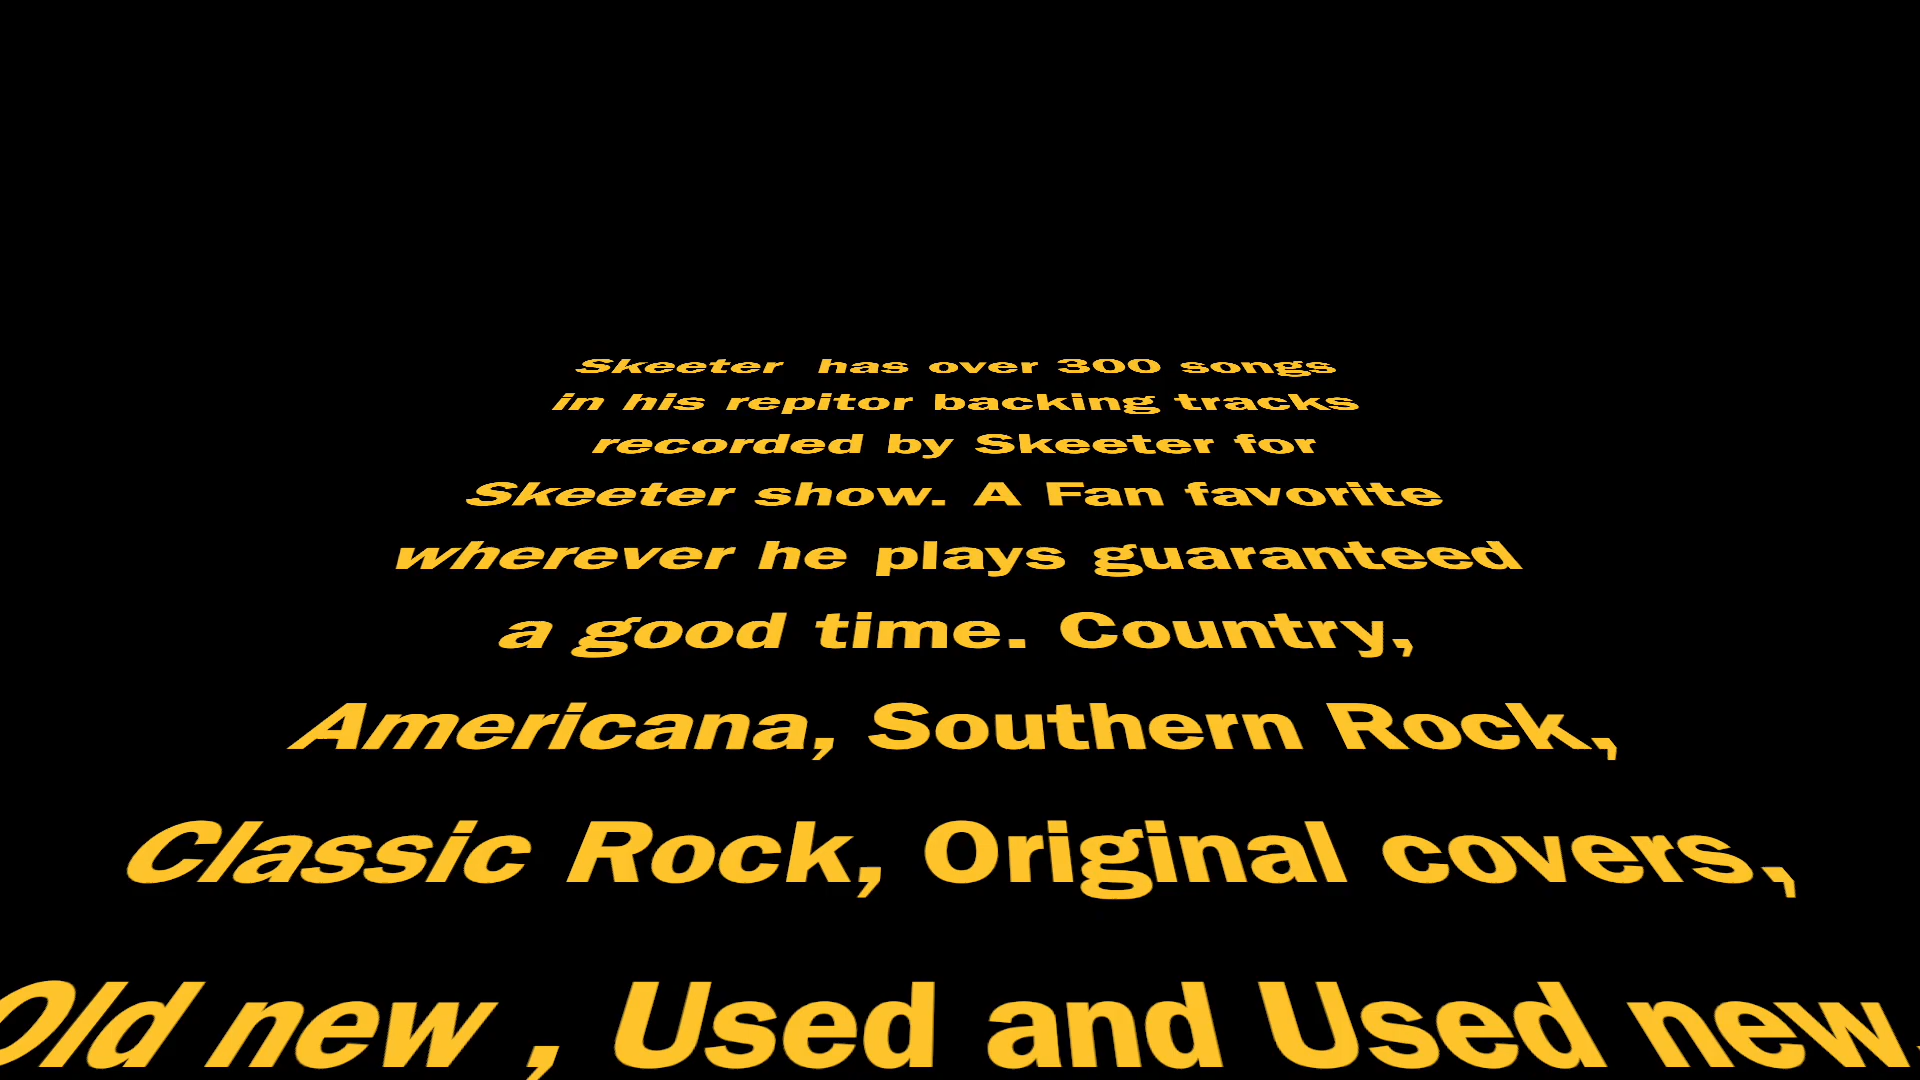 Skeeter  has over 300 songs
in his repitor backing tracks
recorded by Skeeter for
Skeeter show. A Fan favorite
wherever he plays guaranteed
a good time. Country,
Americana, Southern Rock,
Classic Rock, Original covers,
Old new , Used and Used new.